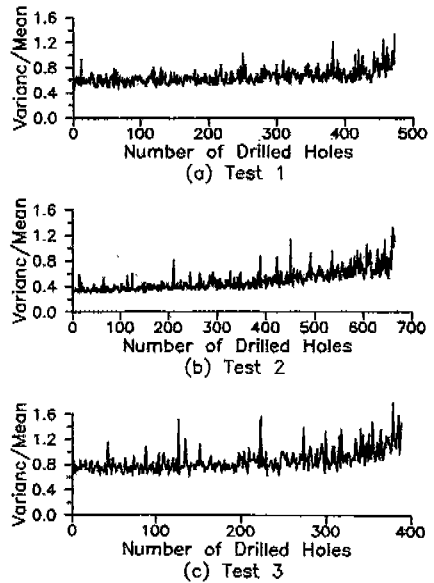 1.6
1.2
0.8
0.4
0.0
Varianc/Mean
0 100 200 300 400 500
Number of Drilled Holes
(a) Test 1
1.6
1.2
0.8
0.4
0.0
Varianc/Mean
0 100 200 300 400 500 600 700
Number of Drilled Holes
(b) Test 2
1.6
1.2
0.8
0.4
0.0
Varianc/Mean
0 100 200 300 400
Number of Drilled Holes
(c) Test 3